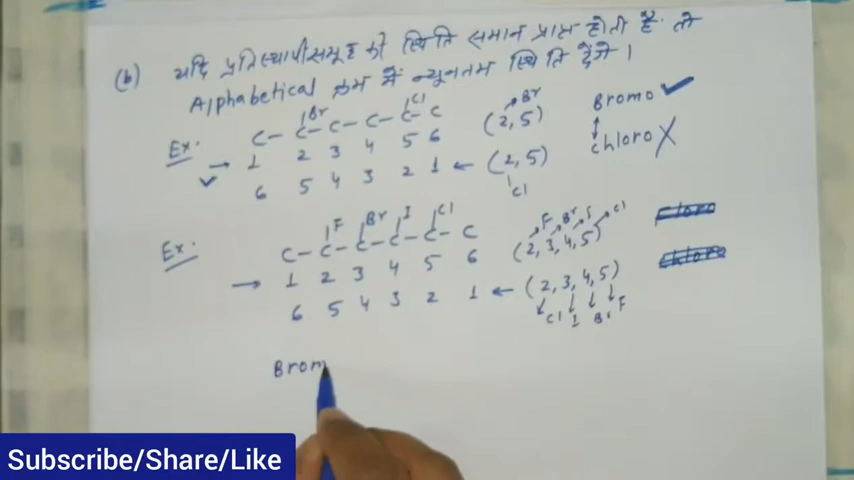 (b) यदि प्रतिस्थापी समूह की स्थिति समान प्राप्त होती है तो
Alphabetical क्रम में न्यूनतम स्थिति देंगे।
Br Cl
Ex. C - C - C - C - C - C
→ 1 2 3 4 5 6
✓ 6 5 4 3 2 1 ←
Br
(2, 5)
(2, 5)
Cl
Bromo ✓
↕
Chloro ✗
F Br I Cl
Ex. C - C - C - C - C - C
→ 1 2 3 4 5 6
6 5 4 3 2 1 ←
F Br I Cl
(2, 3, 4, 5)
(2, 3, 4, 5)
Cl I Br F
Brom
Subscribe/Share/Like